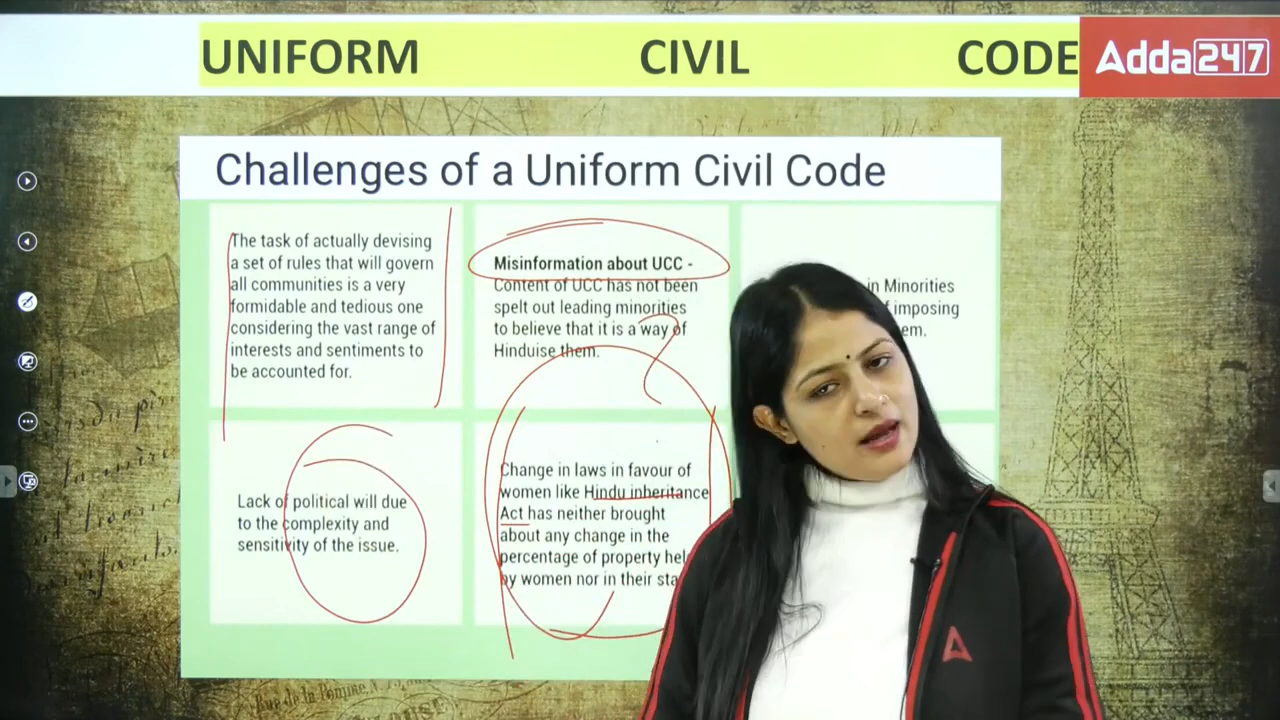 UNIFORM CIVIL CODE
Adda247
Challenges of a Uniform Civil Code
The task of actually devising
a set of rules that will govern
all communities is a very
formidable and tedious one
considering the vast range of
interests and sentiments to
be accounted for.
Misinformation about UCC -
Content of UCC has not been
spelt out leading minorities
to believe that it is a way of
Hinduise them.
in Minorities
imposing
Lack of political will due
to the complexity and
sensitivity of the issue.
Change in laws in favour of
women like Hindu inheritance
Act has neither brought
about any change in the
percentage of property
by women nor in their